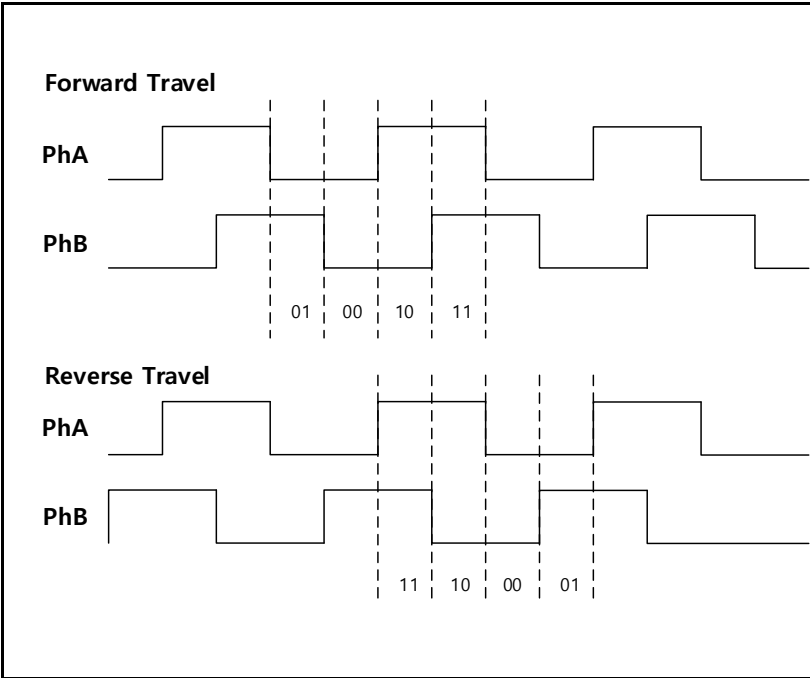 Forward Travel
PhA
PhB
01 00 10 11
Reverse Travel
PhA
PhB
11 10 00 01